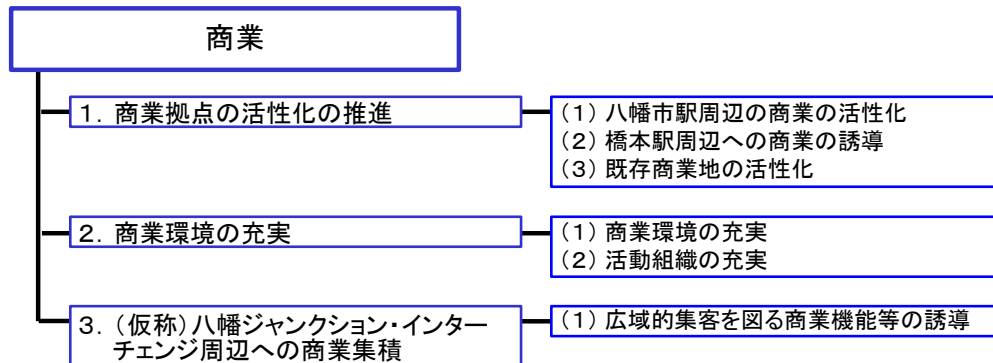 商業
1．商業拠点の活性化の推進
（1）八幡市駅周辺の商業の活性化
（2）橋本駅周辺への商業の誘導
（3）既存商業地の活性化
2．商業環境の充実
（1）商業環境の充実
（2）活動組織の充実
3．（仮称）八幡ジャンクション・インター
チェンジ周辺への商業集積
（1）広域的集客を図る商業機能等の誘導